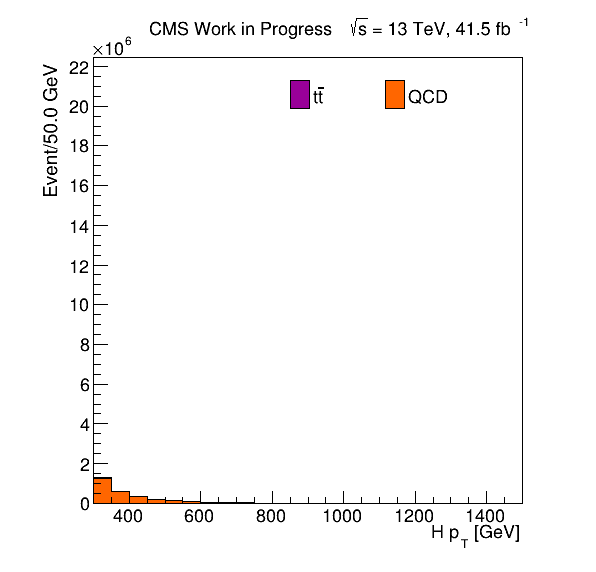 CMS Work in Progress √s = 13 TeV, 41.5 fb -1
×10^6
Event/50.0 GeV
22
20
18
16
14
12
10
8
6
4
2
0
tt̄
QCD
400 600 800 1000 1200 1400
H p_T [GeV]